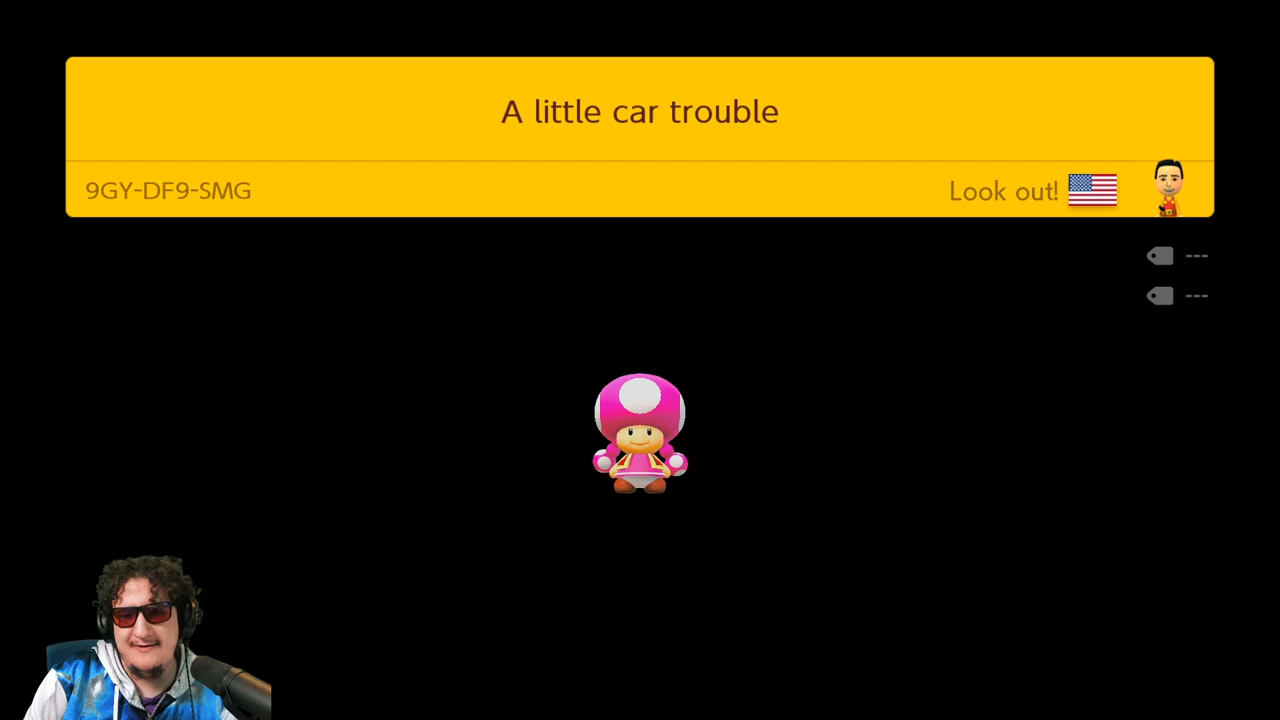 A little car trouble
9GY-DF9-SMG
Look out!
---
---